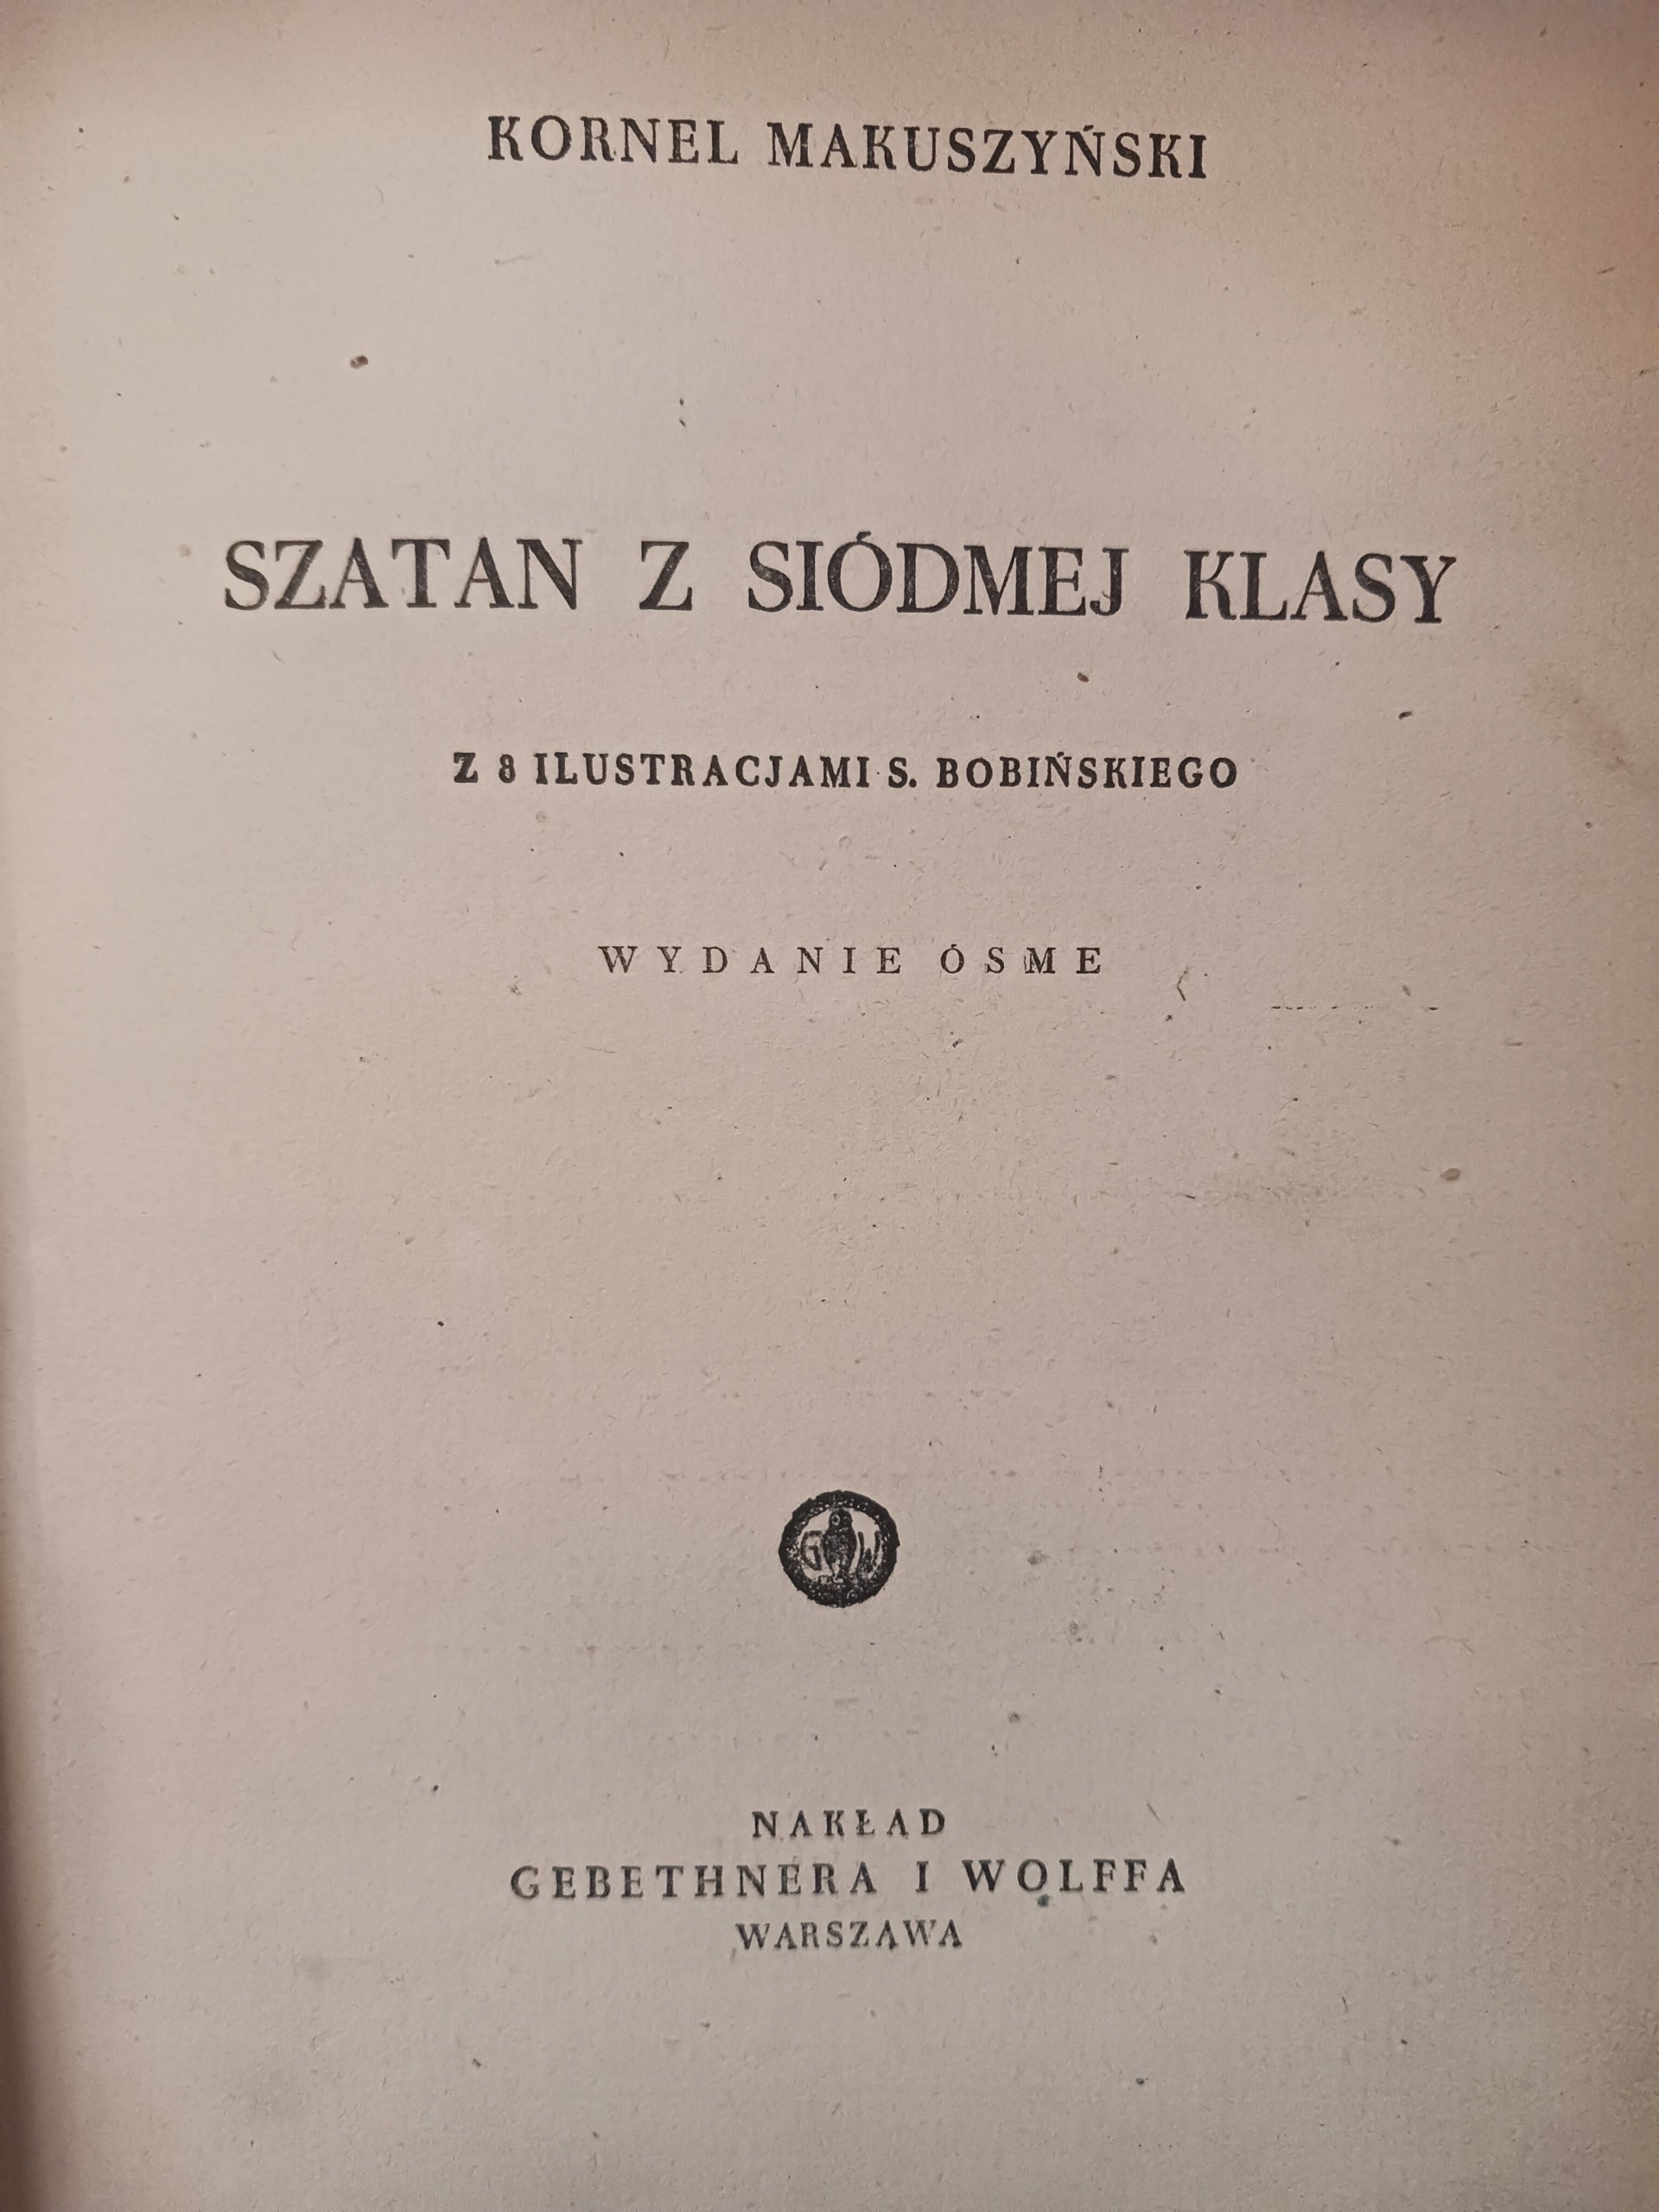 KORNEL MAKUSZYŃSKI
SZATAN Z SIÓDMEJ KLASY
Z 8 ILUSTRACJAMI S. BOBIŃSKIEGO
WYDANIE ÓSME
G W
NAKŁAD
GEBETHNERA I WOLFFA
WARSZAWA